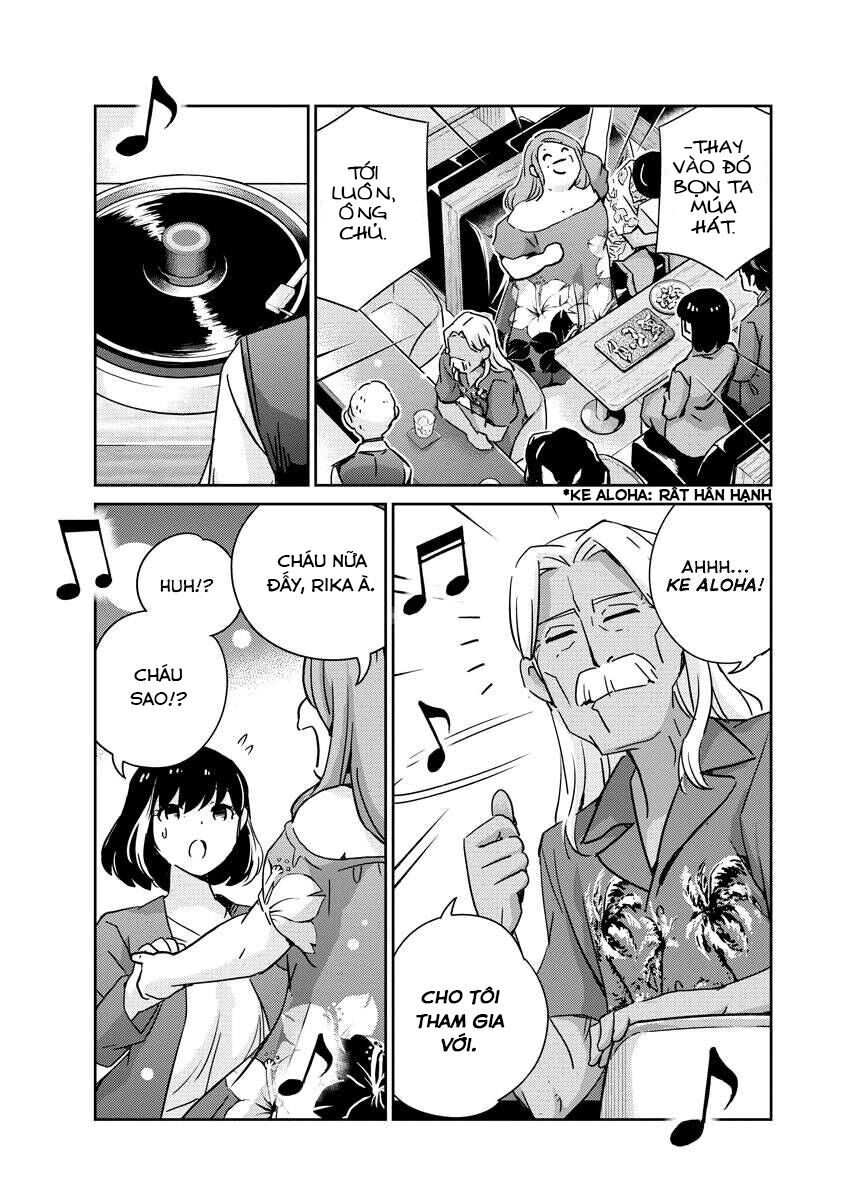 -THAY
VÀO ĐÓ
BỌN TA
MÚA
HÁT.
TỚI
LUÔN,
ÔNG
CHỦ.
*KE ALOHA: RẤT HÂN HẠNH
AHHH...
KE ALOHA!
CHO TÔI
THAM GIA
VỚI.
CHÁU NỮA
ĐẤY, RIKA À.
HUH!?
CHÁU
SAO!?